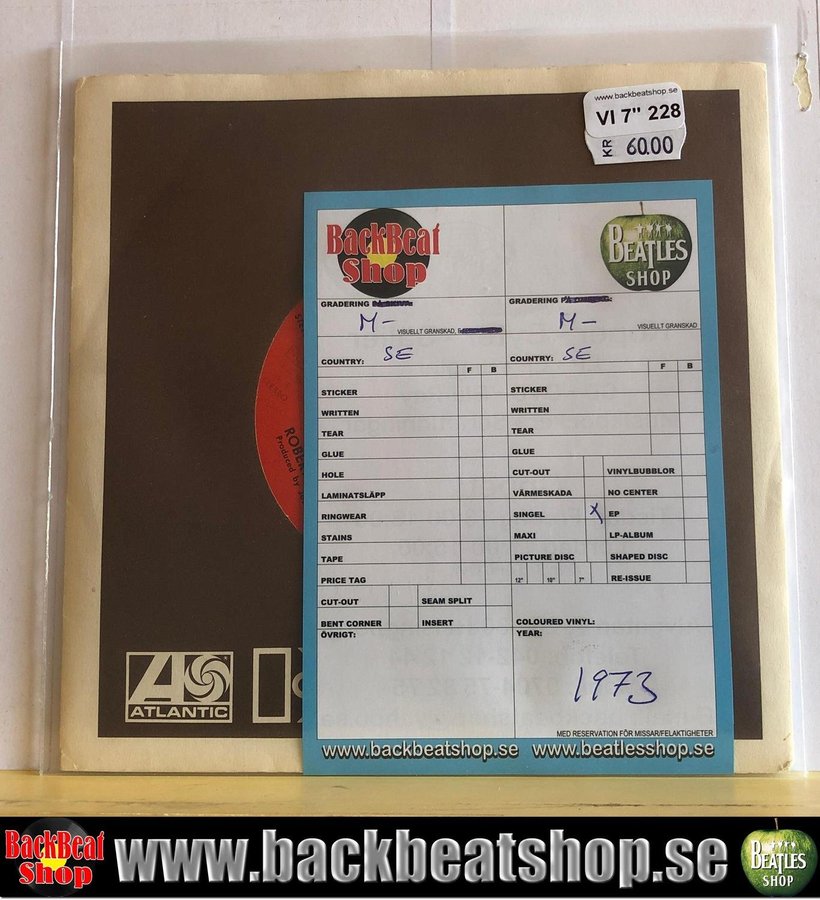 www.backbeatshop.se
VI 7" 228
KR 60.00
BackBeat
Shop
BEATLES
SHOP
GRADERING
M-
VISUELLT GRANSKAD,
GRADERING
M-
VISUELLT GRANSKAD
COUNTRY: SE
COUNTRY: SE
F B
F B
STICKER
WRITTEN
TEAR
GLUE
HOLE
LAMINATSLÄPP
RINGWEAR
STAINS
TAPE
PRICE TAG
CUT-OUT SEAM SPLIT
BENT CORNER INSERT
ÖVRIGT:
STICKER
WRITTEN
TEAR
GLUE
CUT-OUT VINYLBUBBLOR
VÄRMESKADA NO CENTER
SINGEL X EP
MAXI LP-ALBUM
PICTURE DISC SHAPED DISC
12" 10" 7" RE-ISSUE
COLOURED VINYL:
YEAR:
1973
MED RESERVATION FÖR MISSAR/FELAKTIGHETER
www.backbeatshop.se www.beatlesshop.se
Produced by
ATLANTIC
BackBeat
Shop
www.backbeatshop.se
BEATLES
SHOP